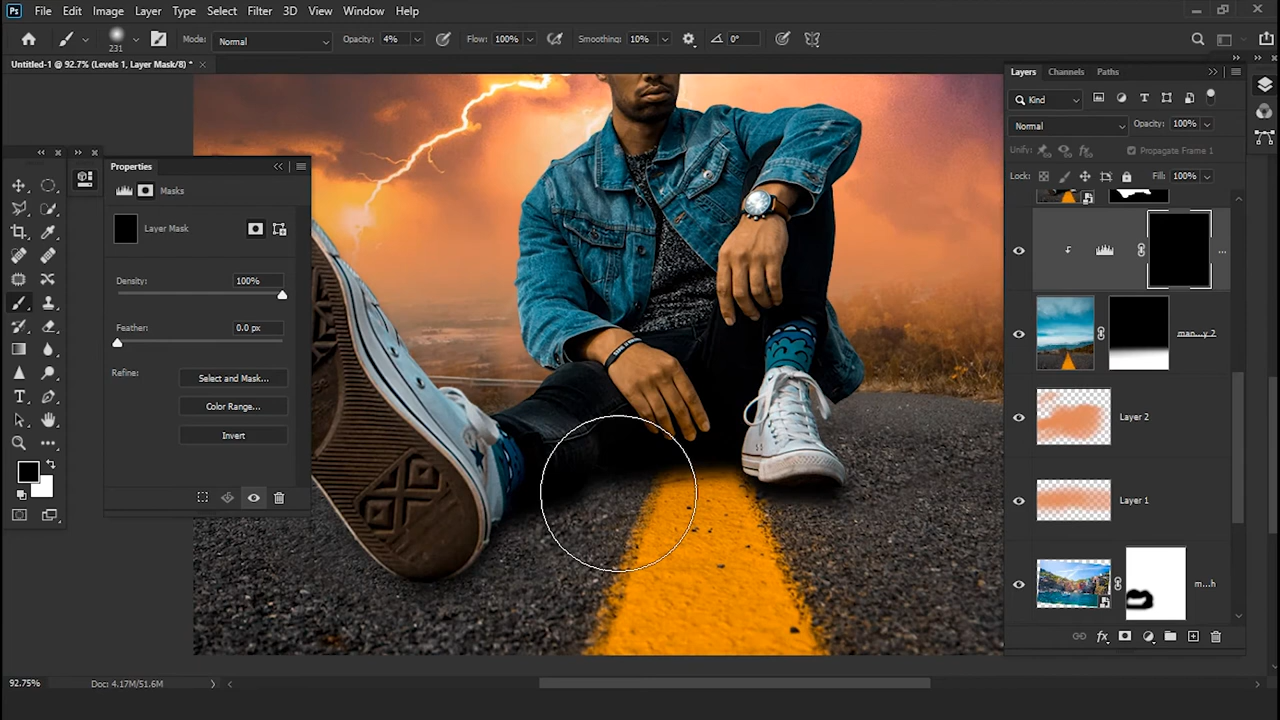 Ps File Edit Image Layer Type Select Filter 3D View Window Help
231 Mode: Normal Opacity: 4% Flow: 100% Smoothing: 10% 0°
Untitled-1 @ 92.7% (Levels 1, Layer Mask/8) *
Properties
Masks
Layer Mask
Density: 100%
Feather: 0.0 px
Refine:
Select and Mask...
Color Range...
Invert
Layers Channels Paths
Kind
Normal Opacity: 100%
Unify: Propagate Frame 1
Lock: Fill: 100%
...
man...y 2
Layer 2
Layer 1
m...h
92.75% Doc: 4.17M/51.6M